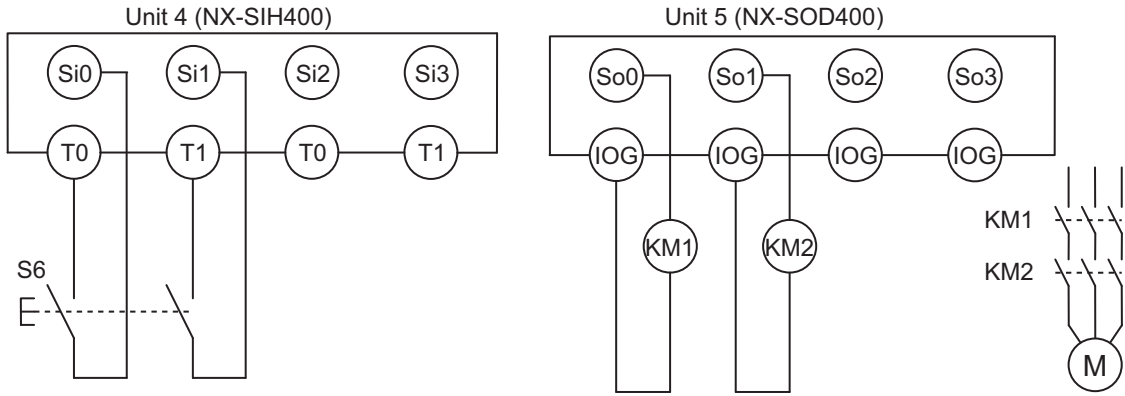 Unit 4 (NX-SIH400)
Unit 5 (NX-SOD400)
Si0 Si1 Si2 Si3
So0 So1 So2 So3
T0 T1 T0 T1
IOG IOG IOG IOG
KM1
KM1 KM2
KM2
S6
M